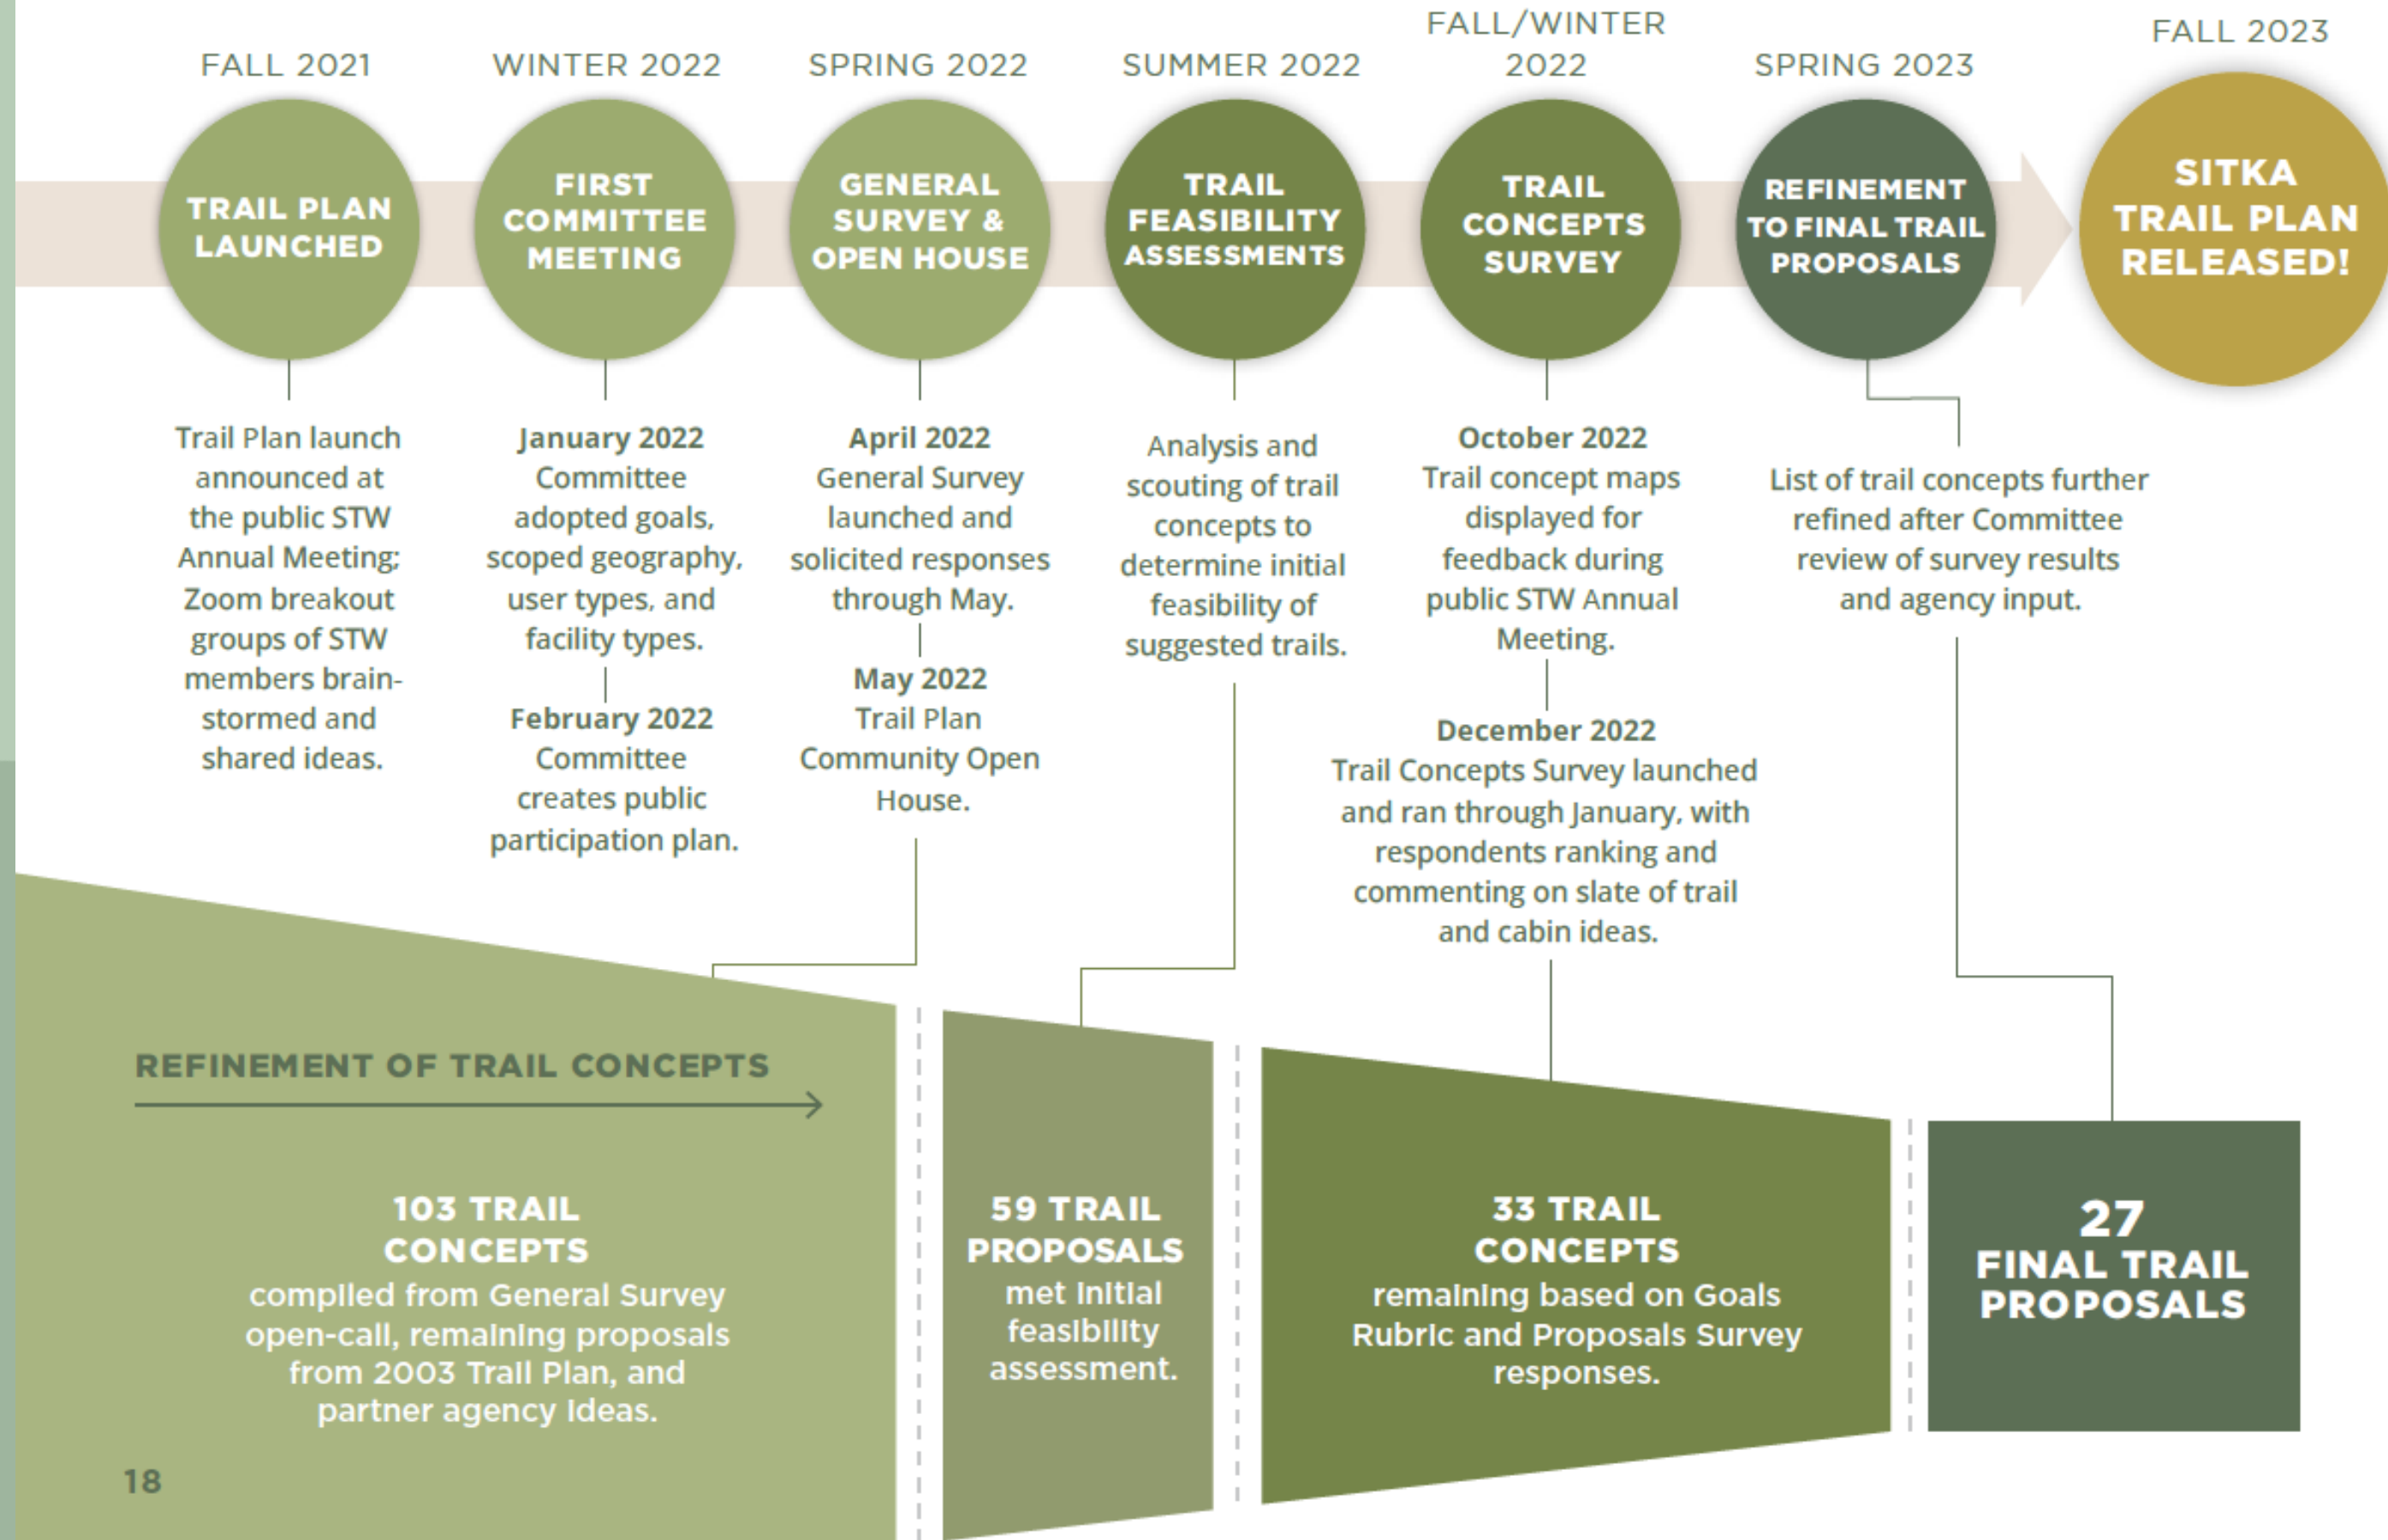 FALL 2021
WINTER 2022
SPRING 2022
SUMMER 2022
FALL/WINTER
2022
SPRING 2023
FALL 2023
TRAIL PLAN
LAUNCHED
FIRST
COMMITTEE
MEETING
GENERAL
SURVEY &
OPEN HOUSE
TRAIL
FEASIBILITY
ASSESSMENTS
TRAIL
CONCEPTS
SURVEY
REFINEMENT
TO FINAL TRAIL
PROPOSALS
SITKA
TRAIL PLAN
RELEASED!
Trail Plan launch
announced at
the public STW
Annual Meeting;
Zoom breakout
groups of STW
members brain-
stormed and
shared ideas.
January 2022
Committee
adopted goals,
scoped geography,
user types, and
facility types.
February 2022
Committee
creates public
participation plan.
April 2022
General Survey
launched and
solicited responses
through May.
May 2022
Trail Plan
Community Open
House.
Analysis and
scouting of trail
concepts to
determine initial
feasibility of
suggested trails.
October 2022
Trail concept maps
displayed for
feedback during
public STW Annual
Meeting.
December 2022
Trail Concepts Survey launched
and ran through January, with
respondents ranking and
commenting on slate of trail
and cabin ideas.
List of trail concepts further
refined after Committee
review of survey results
and agency input.
REFINEMENT OF TRAIL CONCEPTS
103 TRAIL
CONCEPTS
compiled from General Survey
open-call, remaining proposals
from 2003 Trail Plan, and
partner agency Ideas.
59 TRAIL
PROPOSALS
met initial
feasibility
assessment.
33 TRAIL
CONCEPTS
remaining based on Goals
Rubric and Proposals Survey
responses.
27
FINAL TRAIL
PROPOSALS
18